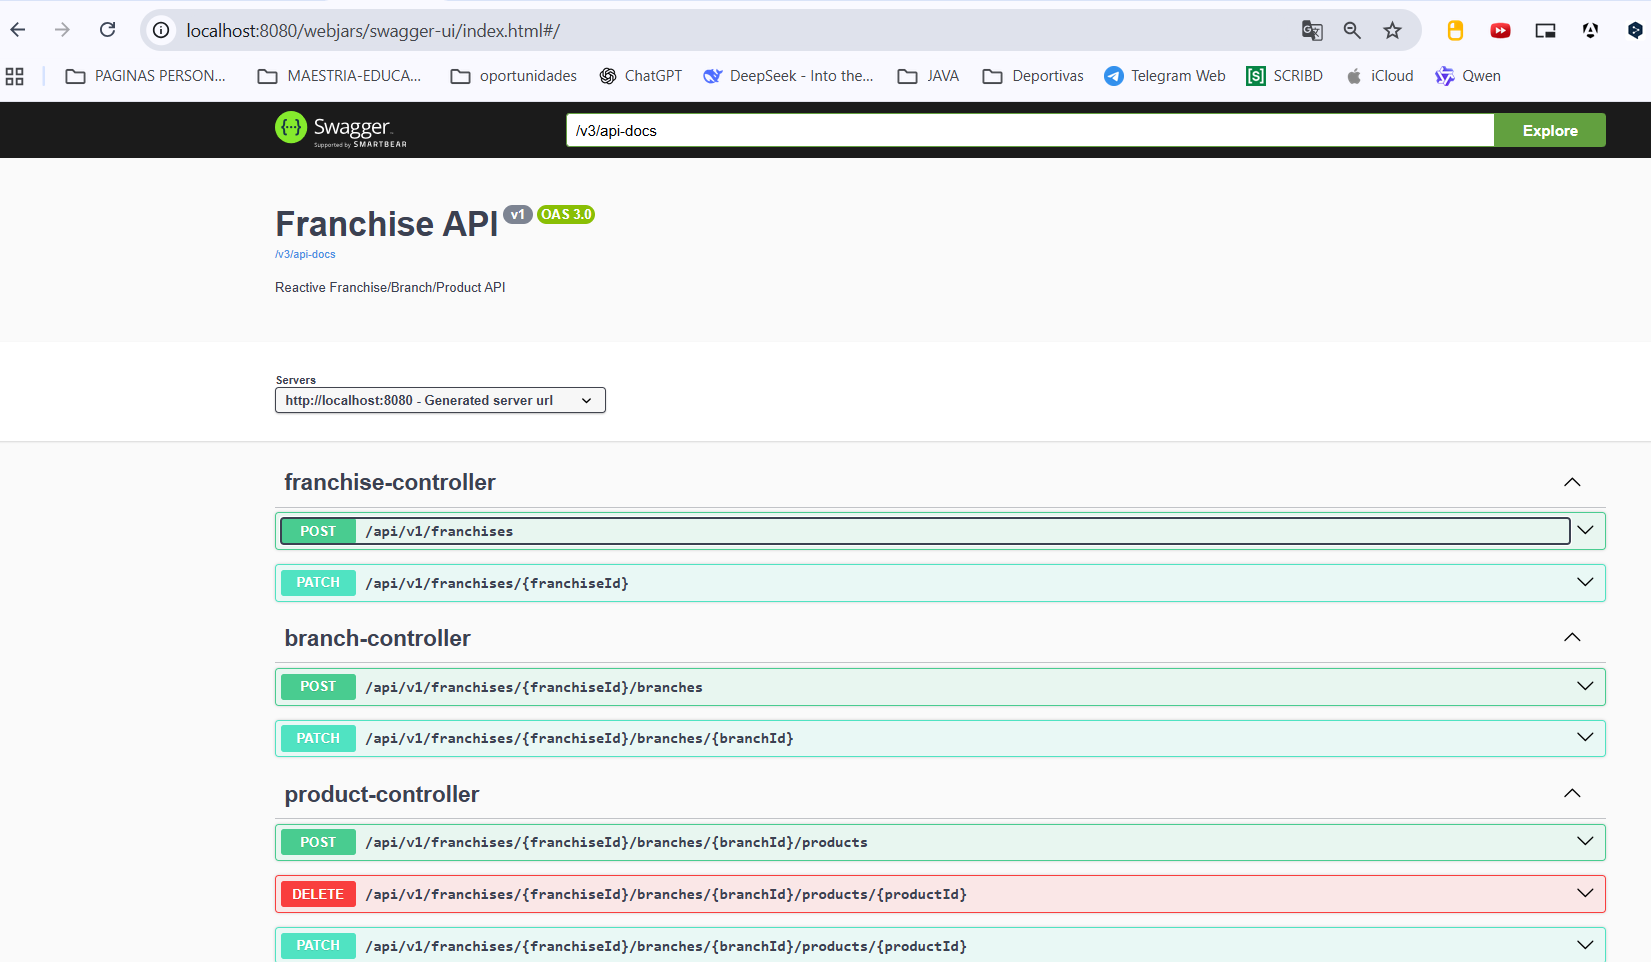 localhost:8080/webjars/swagger-ui/index.html#/
PAGINAS PERSON... MAESTRIA-EDUCA... oportunidades ChatGPT DeepSeek - Into the... JAVA Deportivas Telegram Web [S] SCRIBD iCloud Qwen
{···} Swagger™ /v3/api-docs Explore
Supported by SMARTBEAR
Franchise API v1 OAS 3.0
/v3/api-docs
Reactive Franchise/Branch/Product API
Servers
http://localhost:8080 - Generated server url
franchise-controller
POST /api/v1/franchises
PATCH /api/v1/franchises/{franchiseId}
branch-controller
POST /api/v1/franchises/{franchiseId}/branches
PATCH /api/v1/franchises/{franchiseId}/branches/{branchId}
product-controller
POST /api/v1/franchises/{franchiseId}/branches/{branchId}/products
DELETE /api/v1/franchises/{franchiseId}/branches/{branchId}/products/{productId}
PATCH /api/v1/franchises/{franchiseId}/branches/{branchId}/products/{productId}